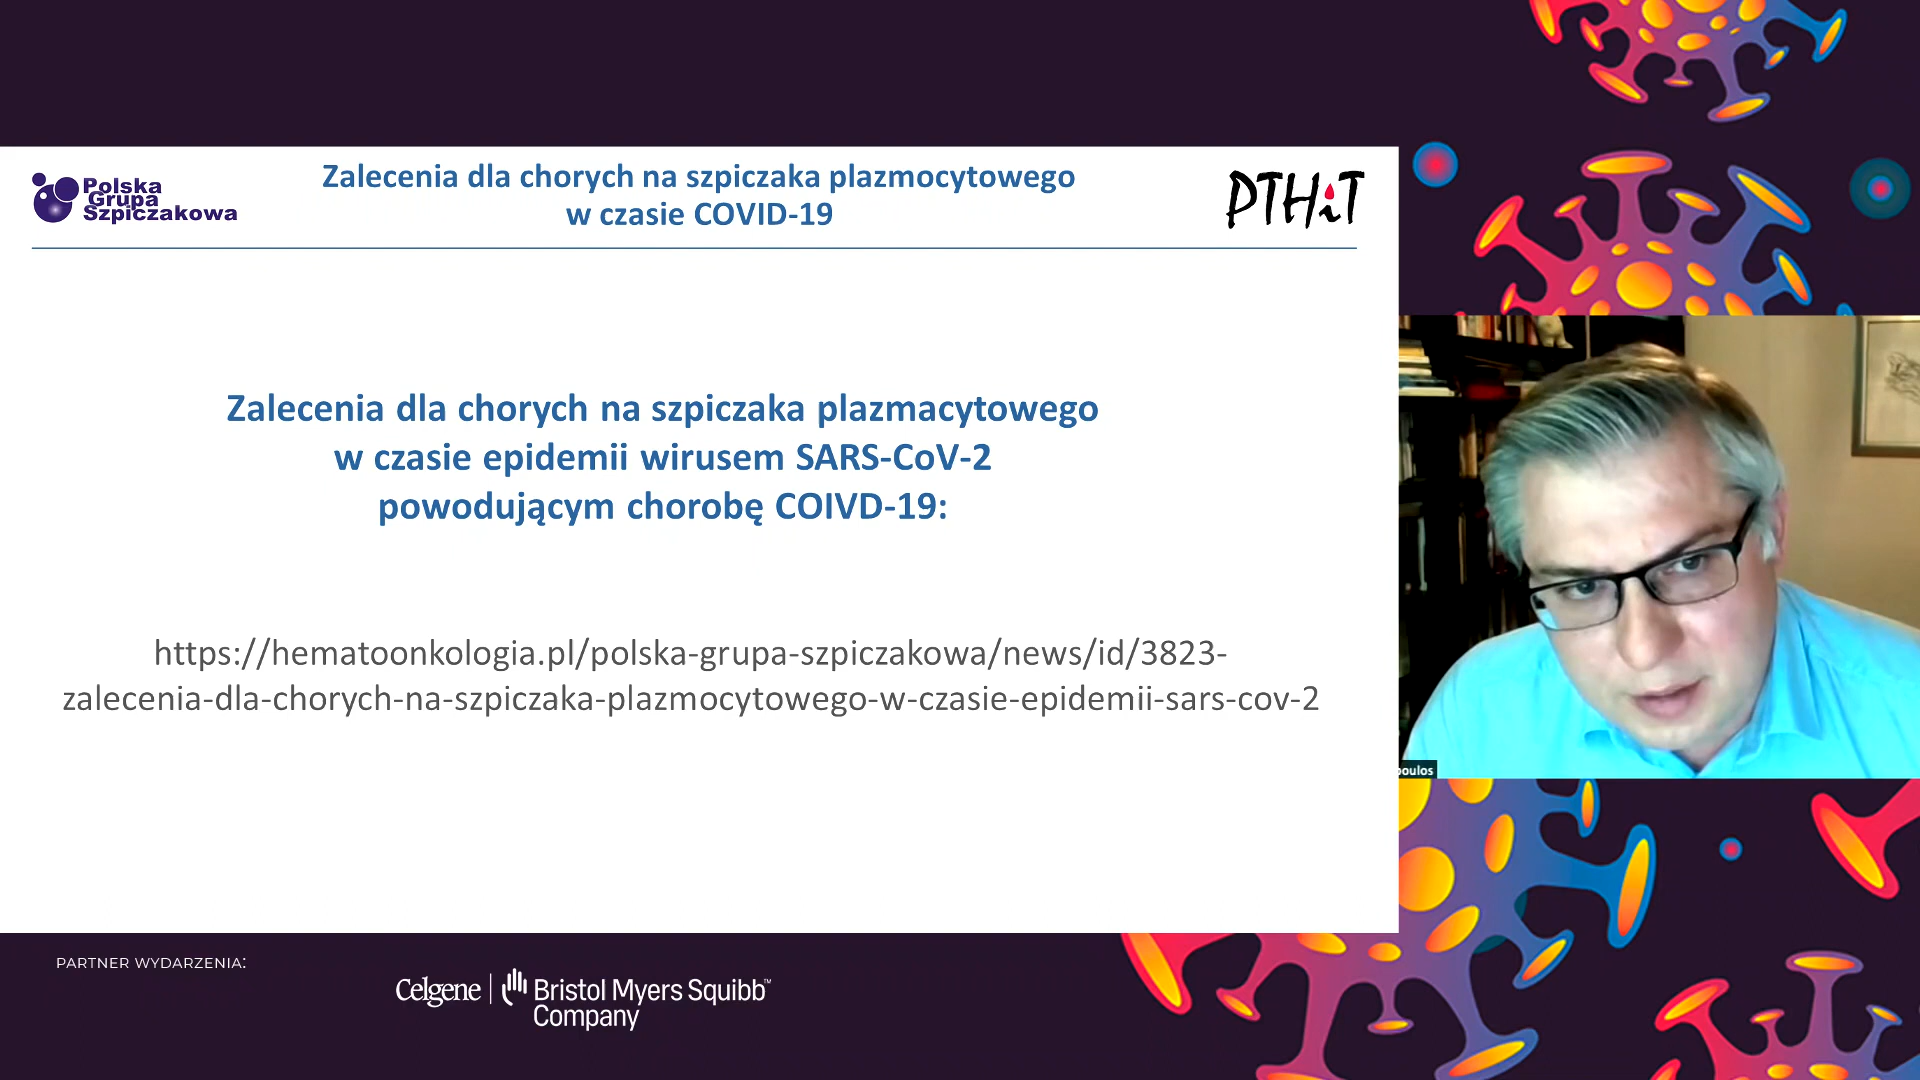 Polska
Grupa
Szpiczakowa
Zalecenia dla chorych na szpiczaka plazmocytowego
w czasie COVID-19
PTHiT
Zalecenia dla chorych na szpiczaka plazmacytowego
w czasie epidemii wirusem SARS-CoV-2
powodującym chorobę COIVD-19:
https://hematoonkologia.pl/polska-grupa-szpiczakowa/news/id/3823-
zalecenia-dla-chorych-na-szpiczaka-plazmocytowego-w-czasie-epidemii-sars-cov-2
poulos
PARTNER WYDARZENIA:
Celgene | Bristol Myers Squibb™
Company